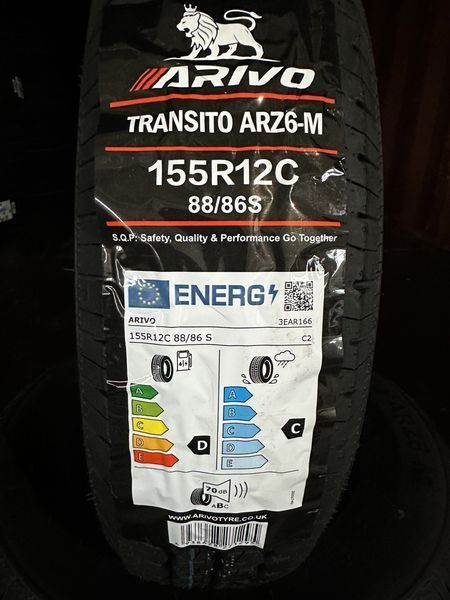 ARIVO
TRANSITO ARZ6-M
155R12C
88/86S
S.Q.P: Safety, Quality & Performance Go Together
ENERG
ARIVO 3EAR166
155R12C 88/86 S C2
A A
B B
C C C
D D D
E E
70 dB
ABC
WWW.ARIVOTYRE.CO.UK